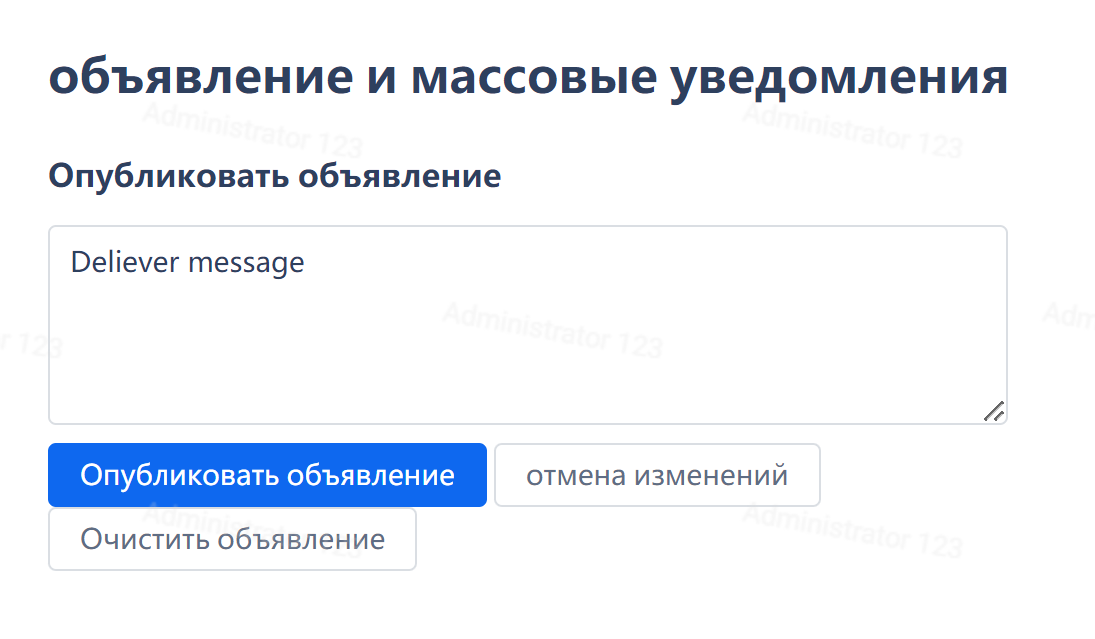 объявление и массовые уведомления
Administrator 123 Administrator 123
Опубликовать объявление
Deliever message
Administrator 123 Adm
r 123
Опубликовать объявление отмена изменений
Administrator 123 Administrator 123
Очистить объявление